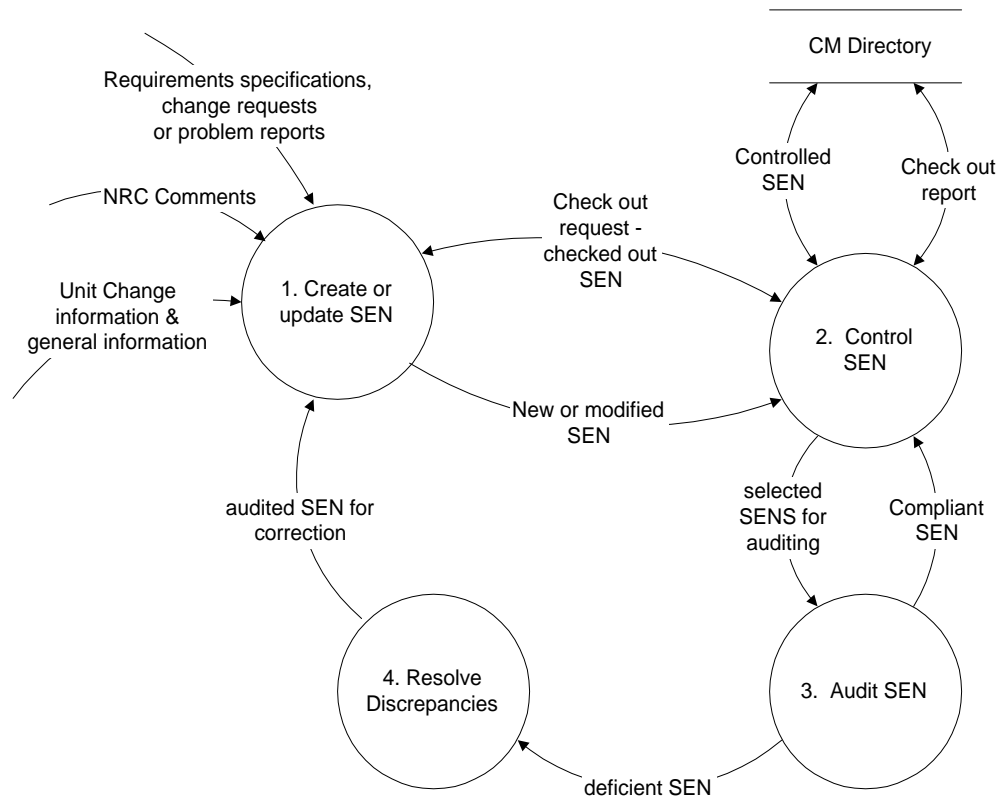 CM Directory
Requirements specifications,
change requests
or problem reports
Controlled
SEN
Check out
report
NRC Comments
Check out
request -
checked out
SEN
Unit Change
information &
general information
1. Create or
update SEN
2. Control
SEN
New or modified
SEN
audited SEN for
correction
selected
SENS for
auditing
Compliant
SEN
4. Resolve
Discrepancies
3. Audit SEN
deficient SEN